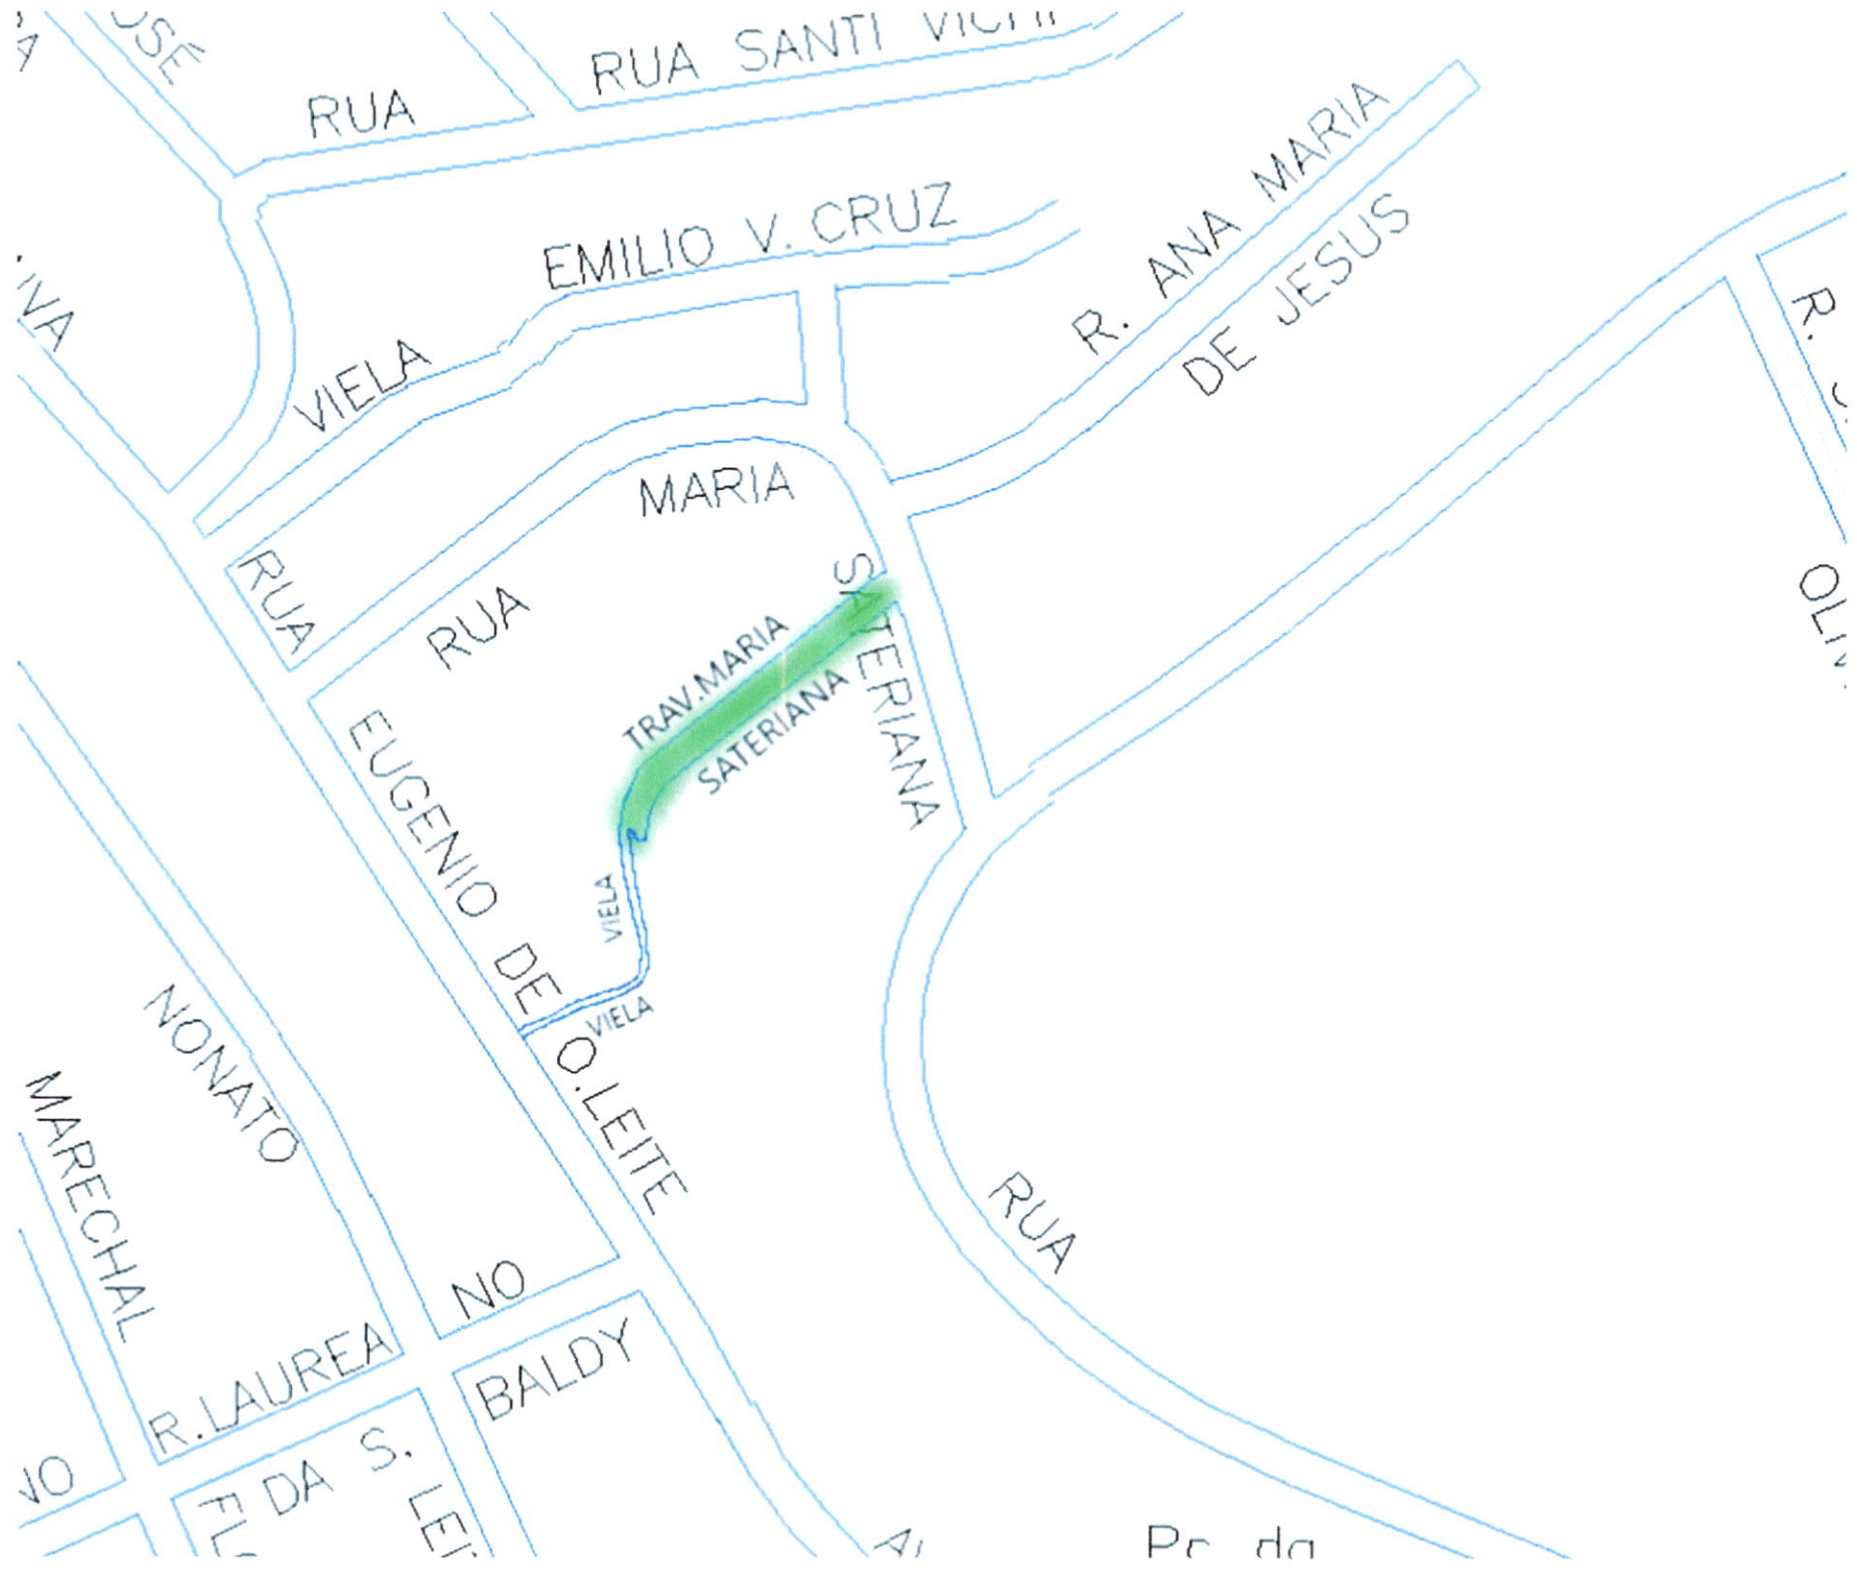 RUA
RUA SANTI
EMILIO V. CRUZ
R. ANA MARIA
DE JESUS
VIELA
MARIA
RUA
SATERIANA
RUA
TRAV.MARIA
SATERIANA
EUGENIO DE O.LEITE
VIELA
VIELA
NONATO
MARECHAL
RUA
NO
R.LAUREA
BALDY
DA S.
R.